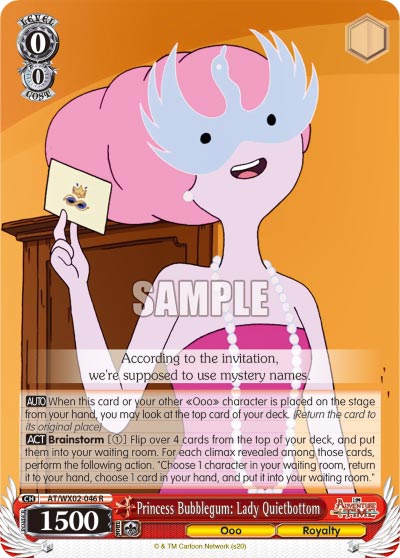 LEVEL
0
0
COST
SAMPLE
According to the invitation,
we're supposed to use mystery names.
AUTO When this card or your other «Ooo» character is placed on the stage
from your hand, you may look at the top card of your deck. (Return the card to
its original place)
ACT Brainstorm [(1)] Flip over 4 cards from the top of your deck, and put
them into your waiting room. For each climax revealed among those cards,
perform the following action. "Choose 1 character in your waiting room, return
it to your hand, choose 1 card in your hand, and put it into your waiting room."
CH AT/WX02-046 R
Princess Bubblegum: Lady Quietbottom
ADVENTURE TIME
POWER
1500
Ooo
Royalty
© & TM Cartoon Network (s20)